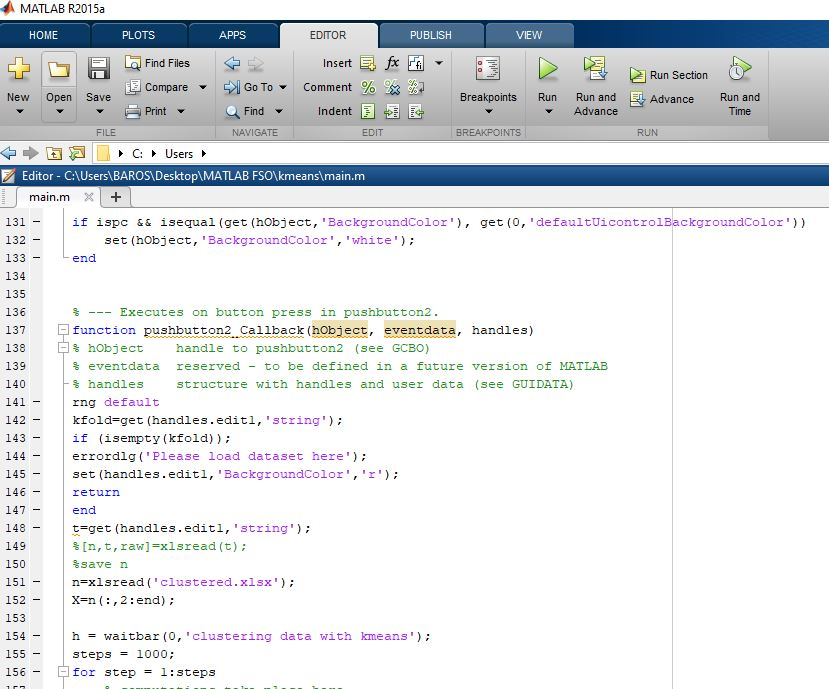 MATLAB R2015a
HOME PLOTS APPS EDITOR PUBLISH VIEW
New Open Save Find Files Compare Print
FILE
Go To Find
NAVIGATE
Insert fx
Comment
Indent
EDIT
Breakpoints
BREAKPOINTS
Run Run and Advance Run Section Advance Run and Time
RUN
C: Users
Editor - C:\Users\BAROS\Desktop\MATLAB FSO\kmeans\main.m
main.m
131 if ispc && isequal(get(hObject,'BackgroundColor'), get(0,'defaultUicontrolBackgroundColor'))
132 set(hObject,'BackgroundColor','white');
133 end
134
135
136 % --- Executes on button press in pushbutton2.
137 function pushbutton2_Callback(hObject, eventdata, handles)
138 % hObject    handle to pushbutton2 (see GCBO)
139 % eventdata  reserved - to be defined in a future version of MATLAB
140 % handles    structure with handles and user data (see GUIDATA)
141 rng default
142 kfold=get(handles.edit1,'string');
143 if (isempty(kfold));
144 errordlg('Please load dataset here');
145 set(handles.edit1,'BackgroundColor','r');
146 return
147 end
148 t=get(handles.edit1,'string');
149 %[n,t,raw]=xlsread(t);
150 %save n
151 n=xlsread('clustered.xlsx');
152 X=n(:,2:end);
153
154 h = waitbar(0,'clustering data with kmeans');
155 steps = 1000;
156 for step = 1:steps